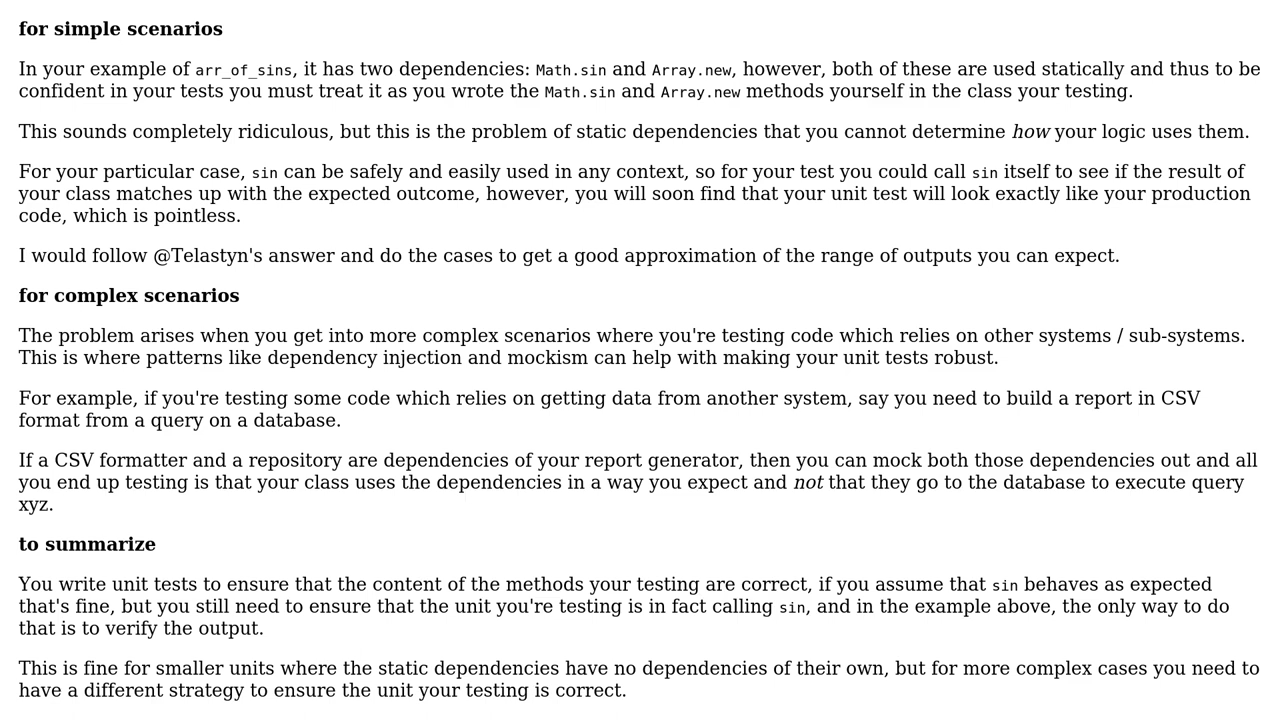 for simple scenarios
In your example of arr_of_sins, it has two dependencies: Math.sin and Array.new, however, both of these are used statically and thus to be
confident in your tests you must treat it as you wrote the Math.sin and Array.new methods yourself in the class your testing.
This sounds completely ridiculous, but this is the problem of static dependencies that you cannot determine how your logic uses them.
For your particular case, sin can be safely and easily used in any context, so for your test you could call sin itself to see if the result of
your class matches up with the expected outcome, however, you will soon find that your unit test will look exactly like your production
code, which is pointless.
I would follow @Telastyn's answer and do the cases to get a good approximation of the range of outputs you can expect.
for complex scenarios
The problem arises when you get into more complex scenarios where you're testing code which relies on other systems / sub-systems.
This is where patterns like dependency injection and mockism can help with making your unit tests robust.
For example, if you're testing some code which relies on getting data from another system, say you need to build a report in CSV
format from a query on a database.
If a CSV formatter and a repository are dependencies of your report generator, then you can mock both those dependencies out and all
you end up testing is that your class uses the dependencies in a way you expect and not that they go to the database to execute query
xyz.
to summarize
You write unit tests to ensure that the content of the methods your testing are correct, if you assume that sin behaves as expected
that's fine, but you still need to ensure that the unit you're testing is in fact calling sin, and in the example above, the only way to do
that is to verify the output.
This is fine for smaller units where the static dependencies have no dependencies of their own, but for more complex cases you need to
have a different strategy to ensure the unit your testing is correct.